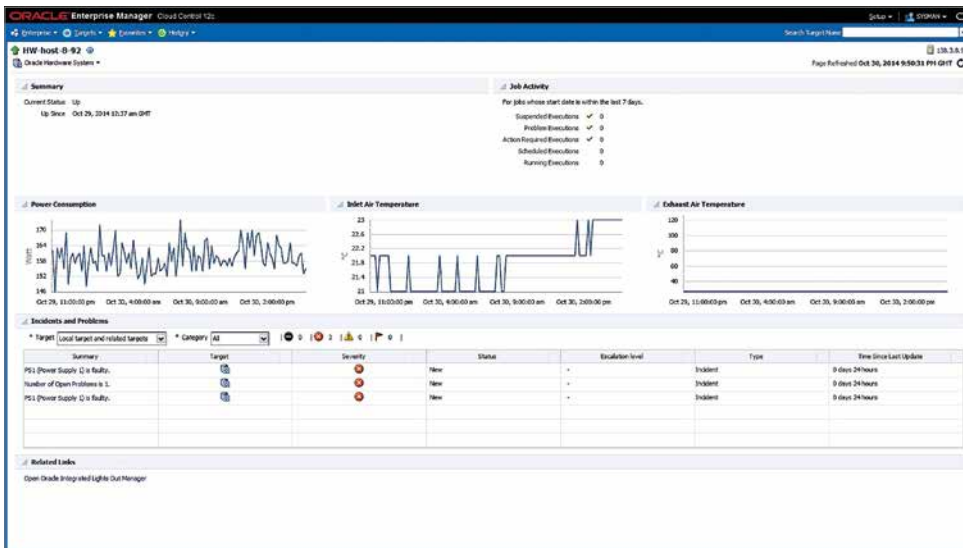 ORACLE Enterprise Manager Cloud Control 12c
Setup SYSMAN
Enterprise Targets Favorites History
Search Target Name
HW-host-8-92
Oracle Hardware System
Page Refreshed Oct 30, 2014 9:50:31 PM GMT
Summary
Current Status Up
Up Since Oct 29, 2014 10:37 am GMT
Job Activity
For jobs whose start date is within the last 7 days.
Suspended Executions 0
Problem Executions 0
Action Required Executions 0
Scheduled Executions 0
Running Executions 0
Power Consumption
Watt
170
164
158
152
146
Oct 29, 11:00:00 pm Oct 30, 4:00:00 am Oct 30, 9:00:00 am Oct 30, 2:00:00 pm
Inlet Air Temperature
°C
23
22.6
22.2
21.8
21.4
21
Oct 29, 11:00:00 pm Oct 30, 4:00:00 am Oct 30, 9:00:00 am Oct 30, 2:00:00 pm
Exhaust Air Temperature
°C
120
100
80
60
40
Oct 29, 11:00:00 pm Oct 30, 4:00:00 am Oct 30, 9:00:00 am Oct 30, 2:00:00 pm
Incidents and Problems
* Target Local target and related targets * Category All | 0 | 3 | 0 | 0 |
Summary Target Severity Status Escalation level Type Time Since Last Update
PS1 (Power Supply 1) is faulty. New - Incident 0 days 24 hours
Number of Open Problems is 1. New - Incident 0 days 24 hours
PS1 (Power Supply 1) is faulty. New - Incident 0 days 24 hours
Related Links
Open Oracle Integrated Lights Out Manager